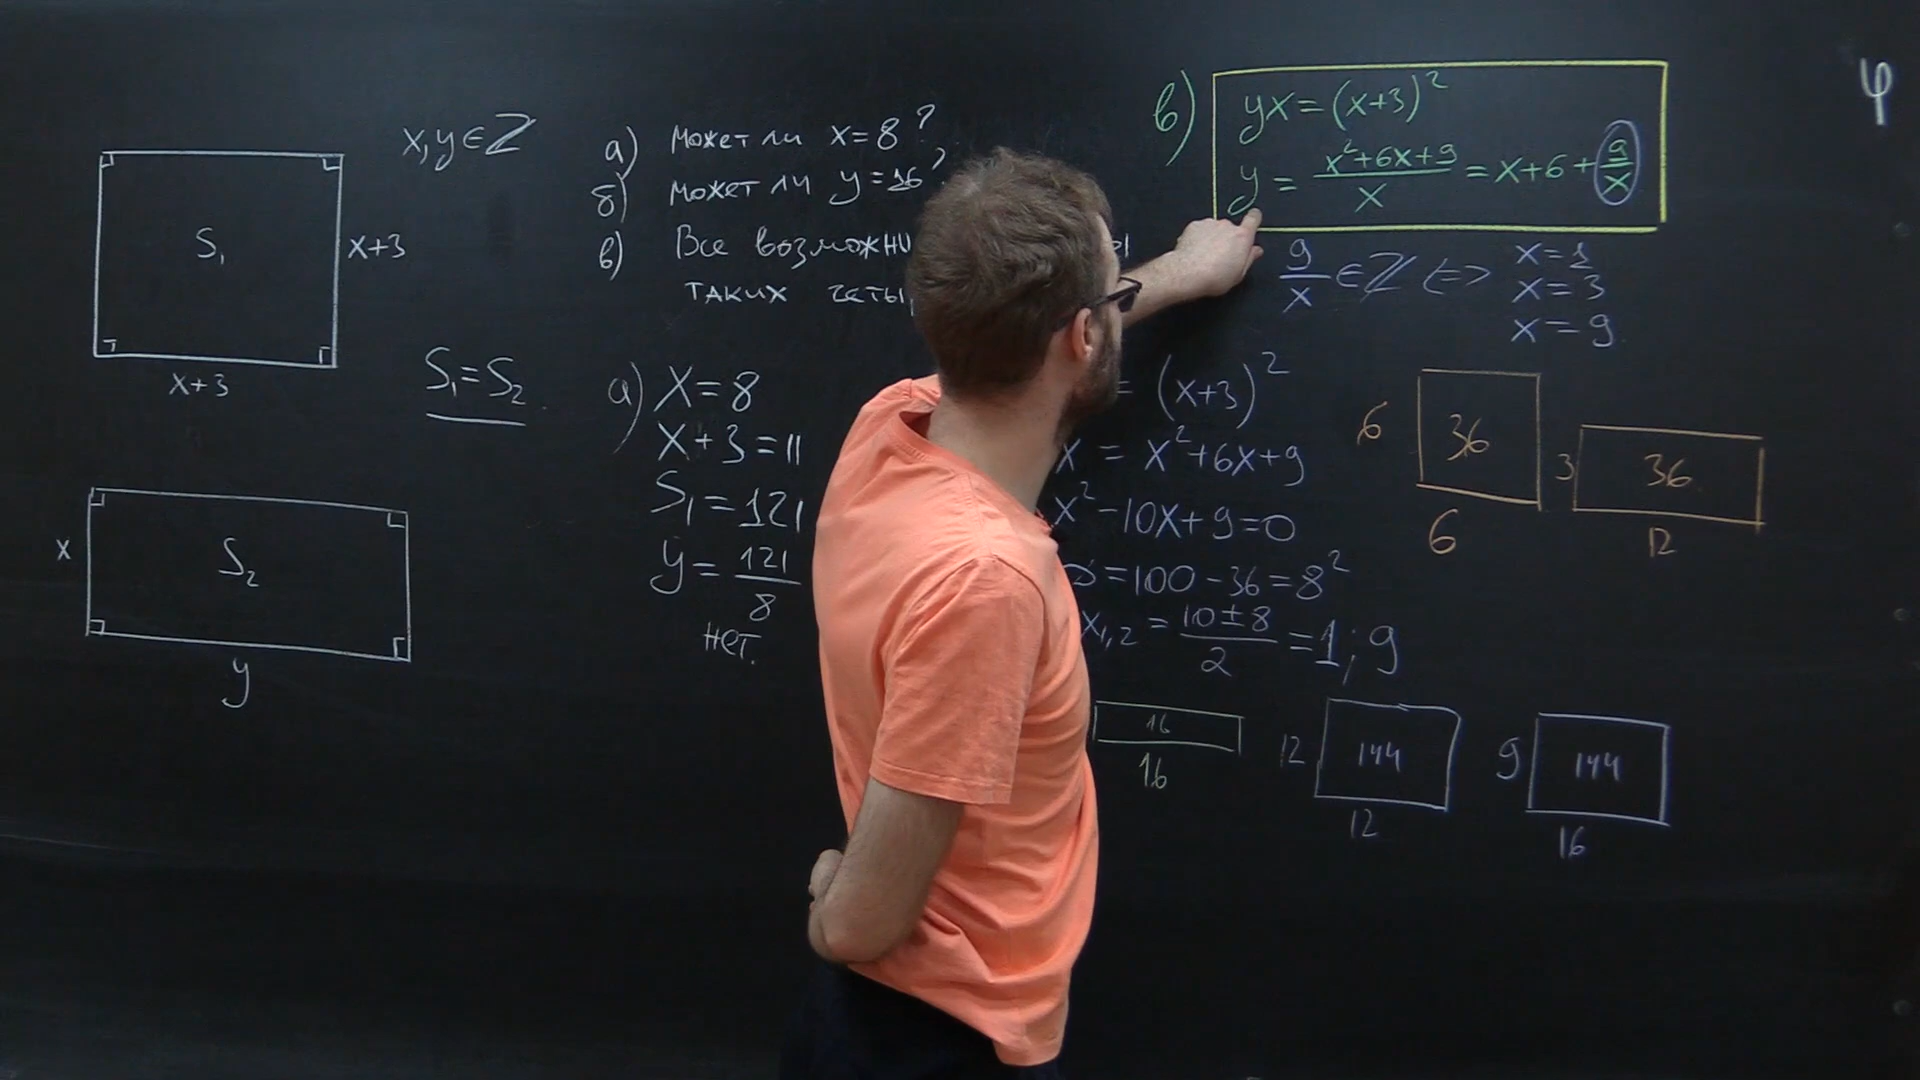 x, y ∈ ℤ
S₁
x+3
x+3
S₁=S₂
x
S₂
y
а) может ли x=8?
б) может ли y=16?
в) Все
таких
а) X=8
X+3=11
S₁=121
y=121/8
нет.
в) yx=(x+3)²
y = (x²+6x+9)/x = x+6+9/x
9/x ∈ ℤ <=> x=1
x=3
x=9
= (x+3)²
x = x²+6x+9
x²-10x+9=0
=100-36=8²
x₁,₂ = (10±8)/2 =1; 9
6
36
6
3
36
12
16
16
12
144
12
9
144
16
ψ